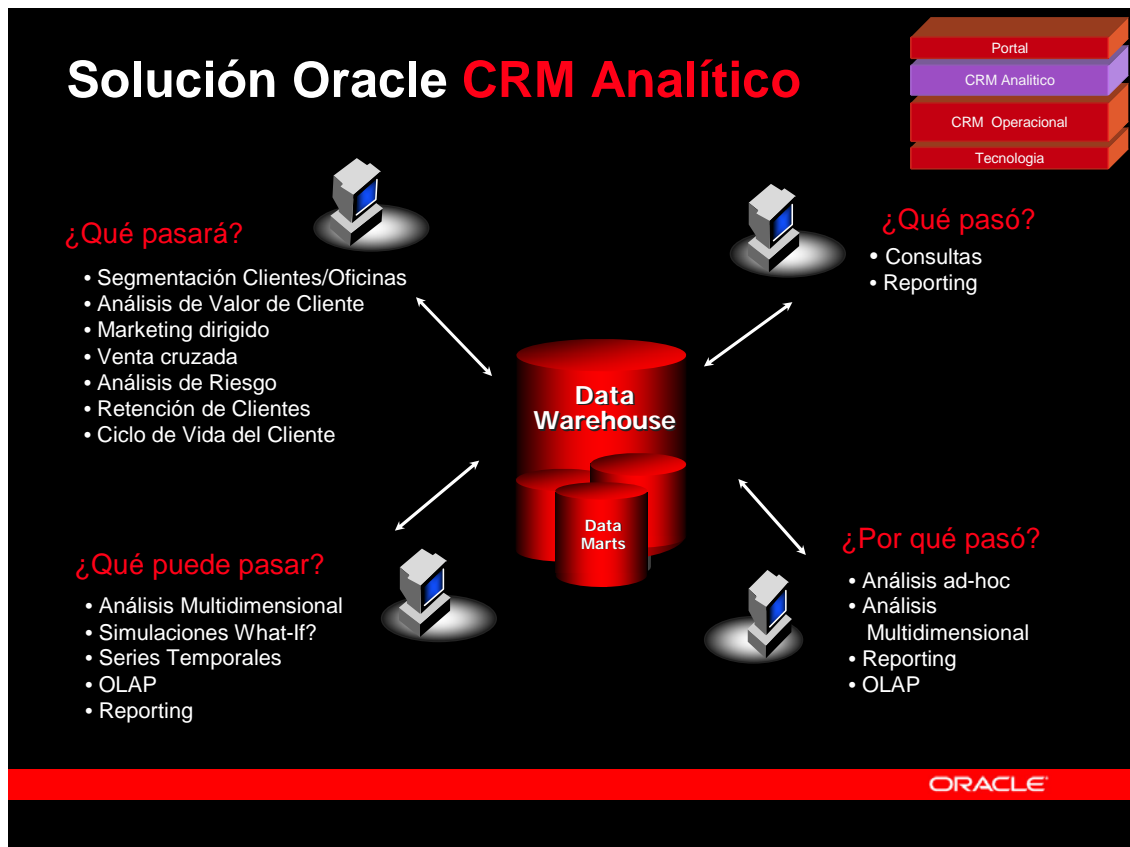 Solución Oracle CRM Analítico
Portal
CRM Analitico
CRM Operacional
Tecnologia
¿Qué pasará?
• Segmentación Clientes/Oficinas
• Análisis de Valor de Cliente
• Marketing dirigido
• Venta cruzada
• Análisis de Riesgo
• Retención de Clientes
• Ciclo de Vida del Cliente
¿Qué pasó?
• Consultas
• Reporting
Data
Warehouse
Data
Marts
¿Qué puede pasar?
• Análisis Multidimensional
• Simulaciones What-If?
• Series Temporales
• OLAP
• Reporting
¿Por qué pasó?
• Análisis ad-hoc
• Análisis
Multidimensional
• Reporting
• OLAP
ORACLE